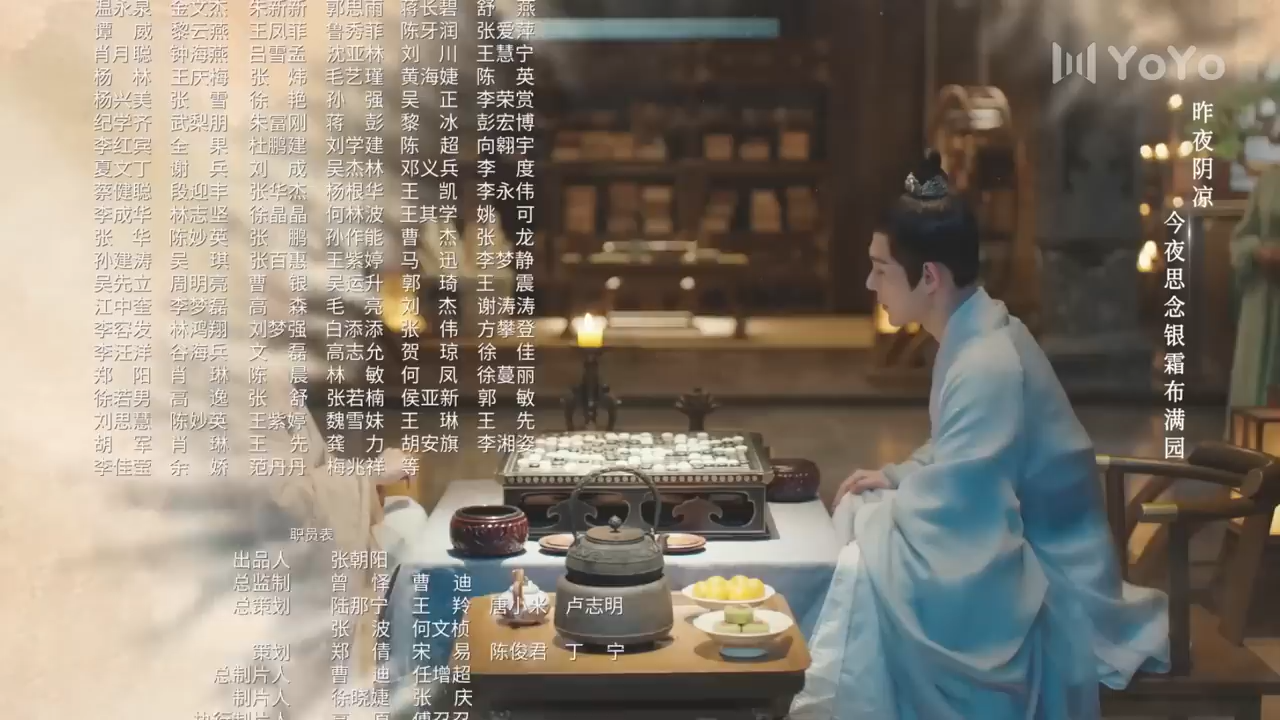 温永泉 金文杰 朱新新 郭思雨 蒋长碧 舒 燕
谭 威 黎云燕 王凤菲 鲁秀菲 陈牙润 张爱萍
肖月聪 钟海燕 吕雪孟 沈亚林 刘 川 王慧宁
杨 林 王庆梅 张 炜 毛艺瑾 黄海婕 陈 英
杨兴美 张 雪 徐 艳 孙 强 吴 正 李荣赏
纪学齐 武梨朋 朱富刚 蒋 彭 黎 冰 彭宏博
李红宾 全 果 杜鹏建 刘学建 陈 超 向翱宇
夏文丁 谢 兵 刘 成 吴杰林 邓义兵 李 度
蔡健聪 段迎丰 张华杰 杨根华 王 凯 李永伟
李成华 林志坚 徐晶晶 何林波 王其学 姚 可
张 华 陈妙英 张 鹏 孙作能 曹 杰 张 龙
孙建涛 吴 琪 张百惠 王紫婷 马 迅 李梦静
吴先立 周明亮 曹 银 吴运升 郭 琦 王 震
江中奎 李梦磊 高 森 毛 亮 刘 杰 谢涛涛
李容发 林鸿翔 刘梦强 白添添 张 伟 方攀登
李汪洋 谷海兵 文 磊 高志允 贺 琼 徐 佳
郑 阳 肖 琳 陈 晨 林 敏 何 凤 徐蔓丽
徐若男 高 逸 张 舒 张若楠 侯亚新 郭 敏
刘思慧 陈妙英 王紫婷 魏雪妹 王 琳 王 先
胡 军 肖 琳 王 先 龚 力 胡安旗 李湘姿
李佳莹 余 娇 范丹丹 梅兆祥 等
职员表
出品人 张朝阳
总监制 曾 怿 曹 迪
总策划 陆那宁 王 羚 唐小米 卢志明
张 波 何文桢
策划 郑 倩 宋 易 陈俊君 丁 宁
总制片人 曹 迪 任增超
制片人 徐晓婕 张 庆
执行制片人
YoYo
昨夜阴凉
今夜思念银霜布满园